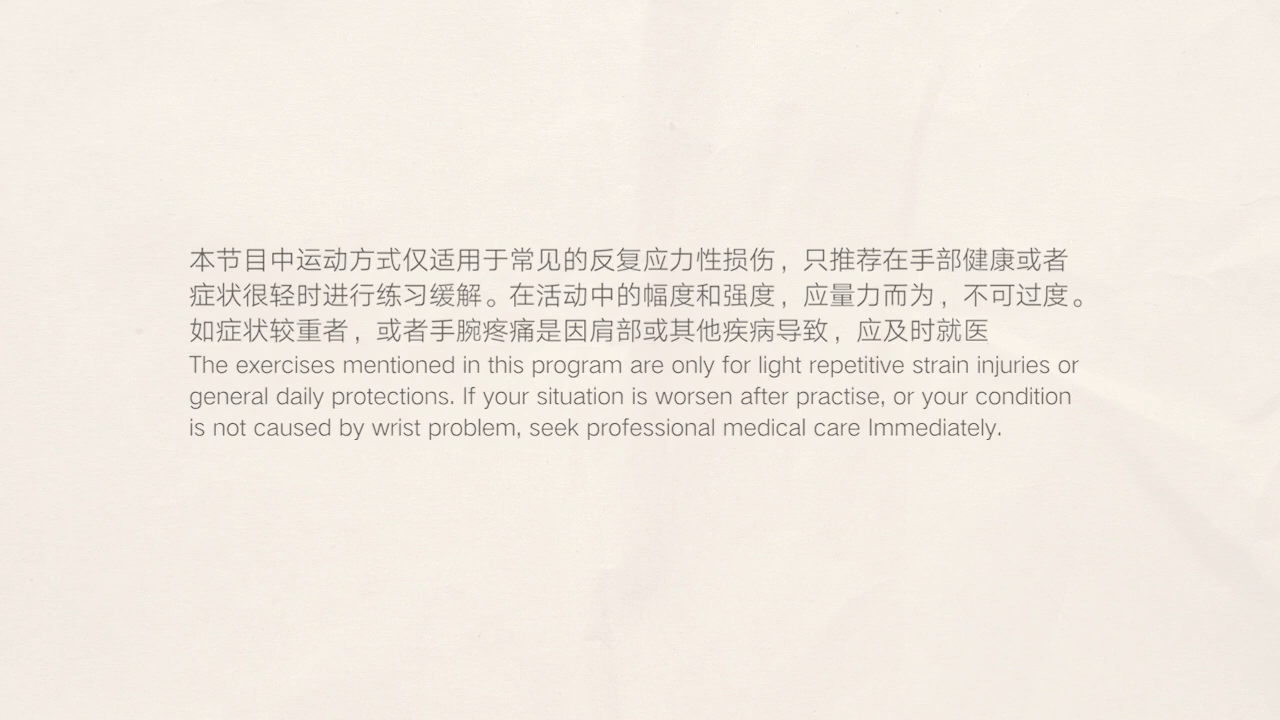 本节目中运动方式仅适用于常见的反复应力性损伤，只推荐在手部健康或者
症状很轻时进行练习缓解。在活动中的幅度和强度，应量力而为，不可过度。
如症状较重者，或者手腕疼痛是因肩部或其他疾病导致，应及时就医
The exercises mentioned in this program are only for light repetitive strain injuries or
general daily protections. If your situation is worsen after practise, or your condition
is not caused by wrist problem, seek professional medical care Immediately.